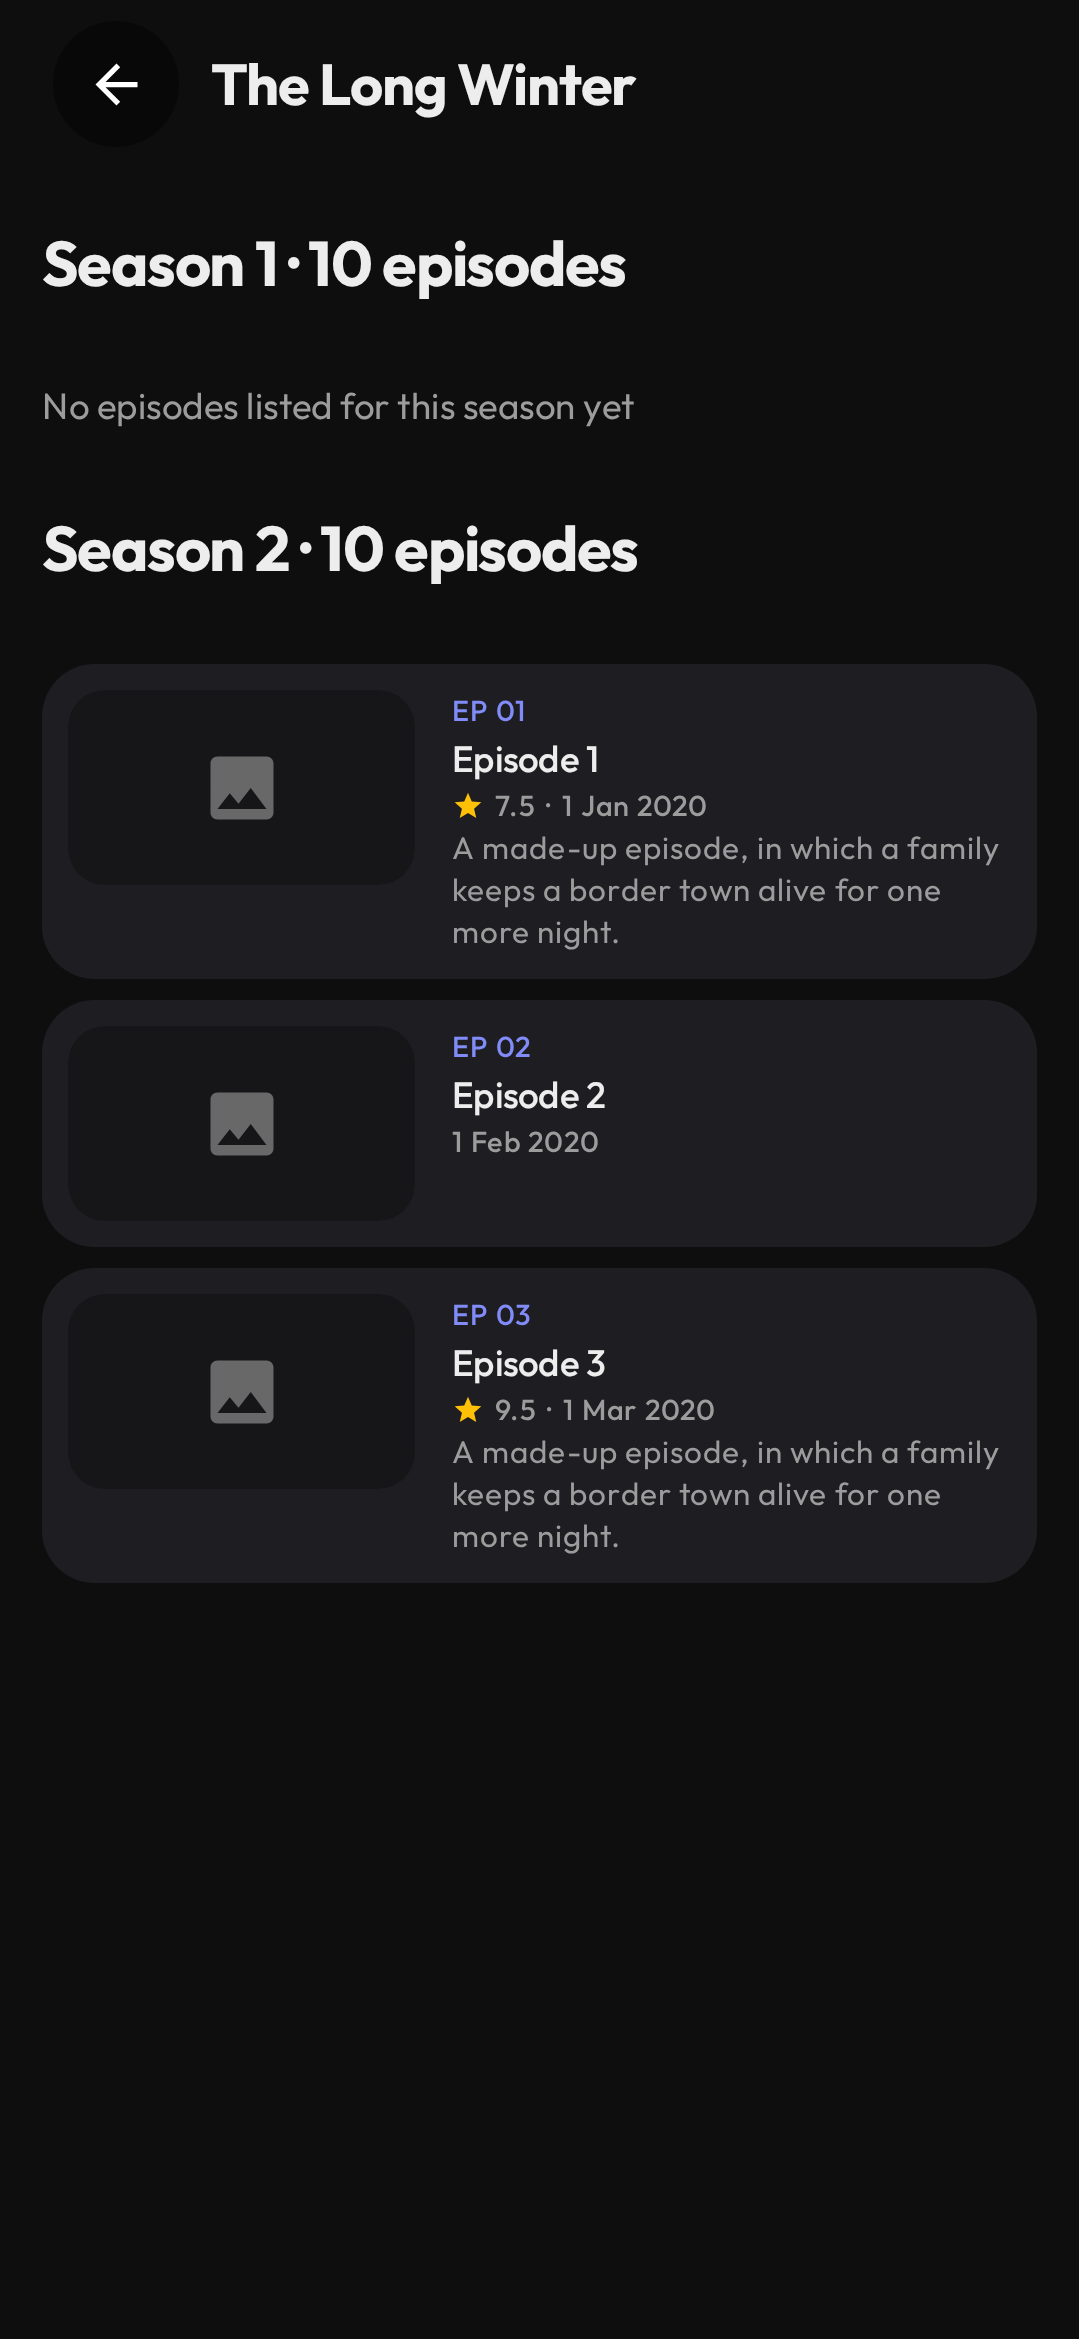 The Long Winter
Season 1 · 10 episodes
No episodes listed for this season yet
Season 2 · 10 episodes
EP 01
Episode 1
7.5 · 1 Jan 2020
A made-up episode, in which a family
keeps a border town alive for one
more night.
EP 02
Episode 2
1 Feb 2020
EP 03
Episode 3
9.5 · 1 Mar 2020
A made-up episode, in which a family
keeps a border town alive for one
more night.